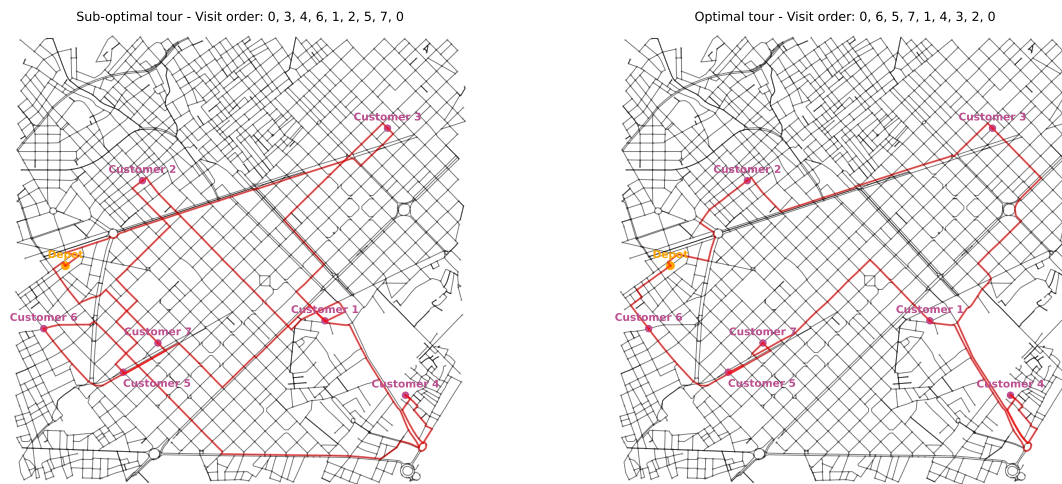 Sub-optimal tour - Visit order: 0, 3, 4, 6, 1, 2, 5, 7, 0
Customer 3
Customer 2
Depot
Customer 6
Customer 1
Customer 7
Customer 5
Customer 4
Optimal tour - Visit order: 0, 6, 5, 7, 1, 4, 3, 2, 0
Customer 3
Customer 2
Depot
Customer 6
Customer 1
Customer 7
Customer 5
Customer 4